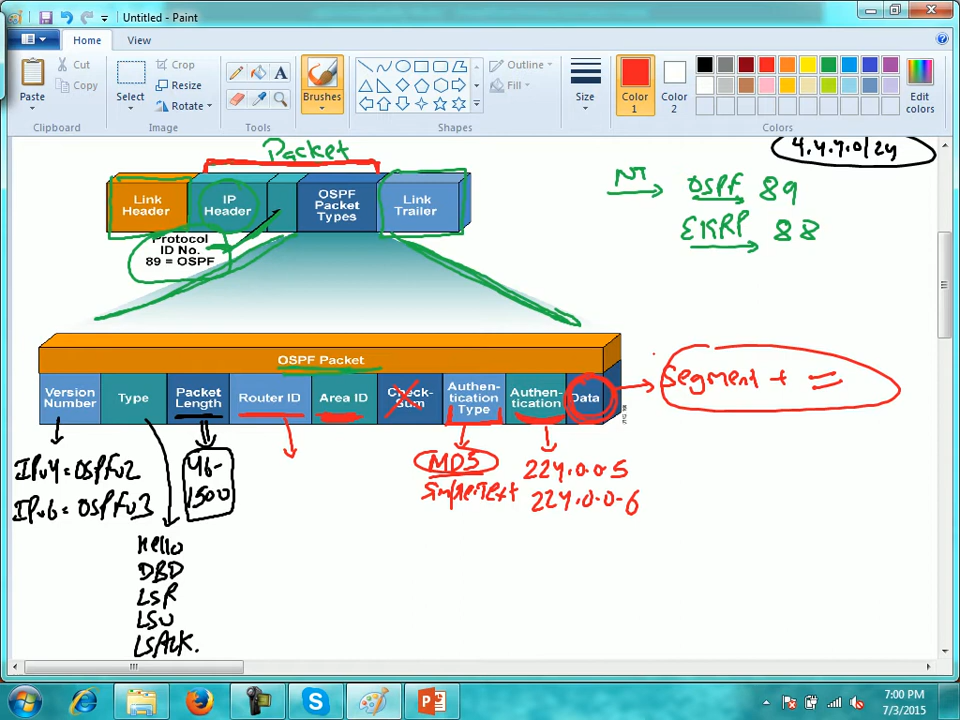 Untitled - Paint
Home View
Paste
Cut
Copy
Clipboard
Select
Crop
Resize
Rotate
Image
Tools
Brushes
Shapes
Outline
Fill
Size
Color 1
Color 2
Edit colors
Colors
Packet
4.4.4.0/24
Link Header
IP Header
OSPF Packet Types
Link Trailer
Protocol
ID No.
89 = OSPF
NT
OSPF 89
EIGRP 88
OSPF Packet
Version Number
Type
Packet Length
Router ID
Area ID
Check-Sum
Authen-tication Type
Authen-tication
Data
Segment + =
IPv4 = OSPFv2
IPv6 = OSPFv3
46-
1500
MD5
SimpleText
224.0.0.5
224.0.0.6
Hello
DBD
LSR
LSU
LSACK.
7:00 PM
7/3/2015